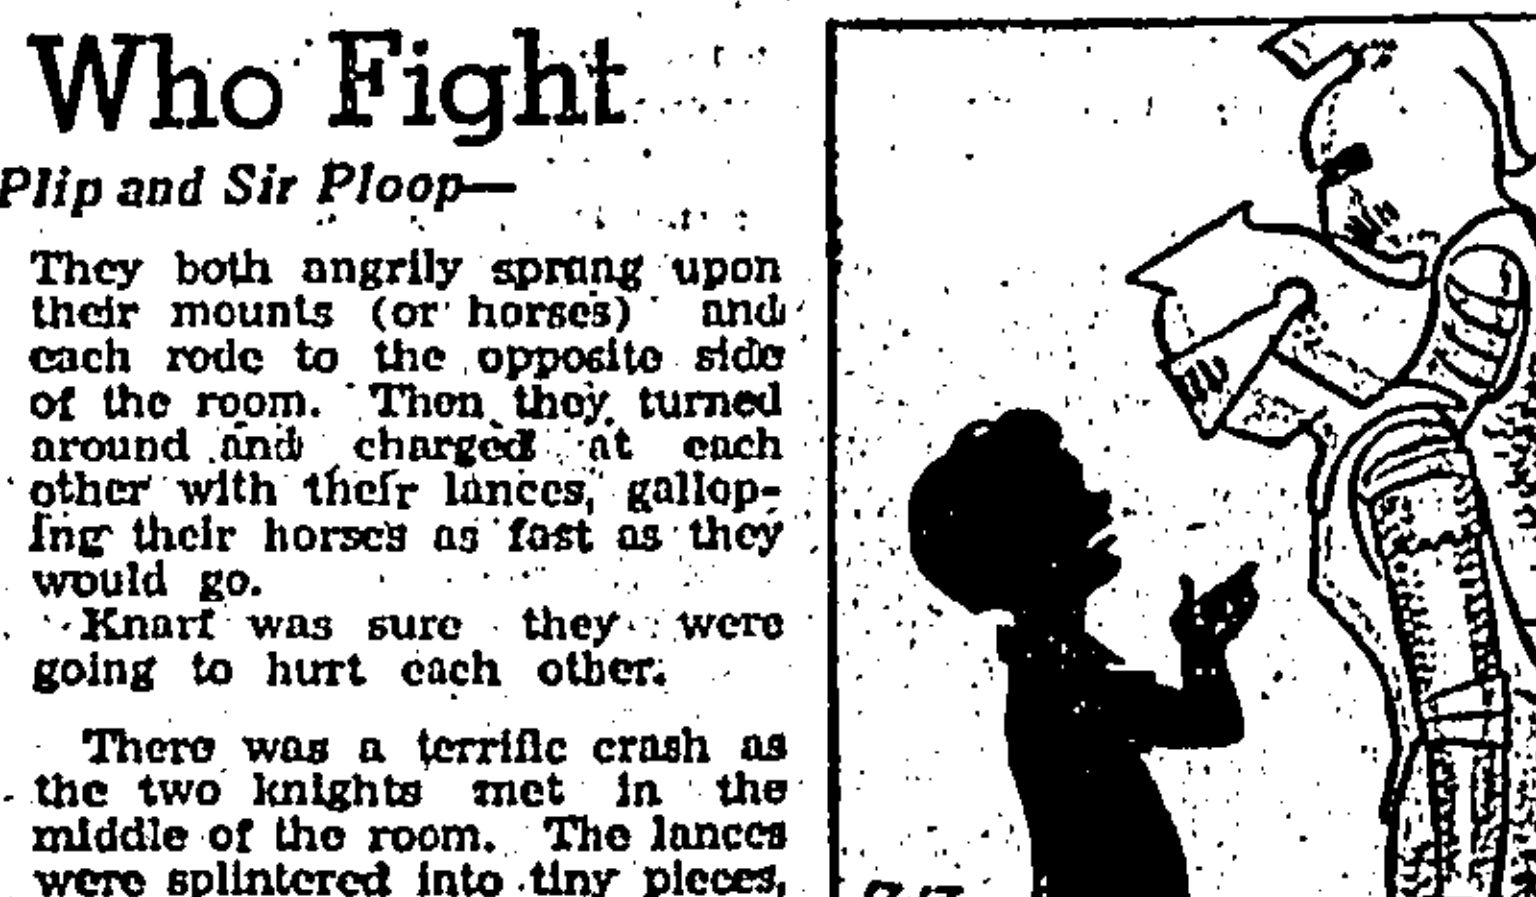 Who Fight
Plip and Sir Ploop—
They both angrily sprang upon
their mounts (or horses) and
each rode to the opposite side
of the room. Then they turned
around and charged at each
other with their lances, gallop-
ing their horses as fast as they
would go.
Knarf was sure they were
going to hurt each other.
There was a terrific crash as
the two knights met in the
middle of the room. The lances
were splintered into tiny pieces,